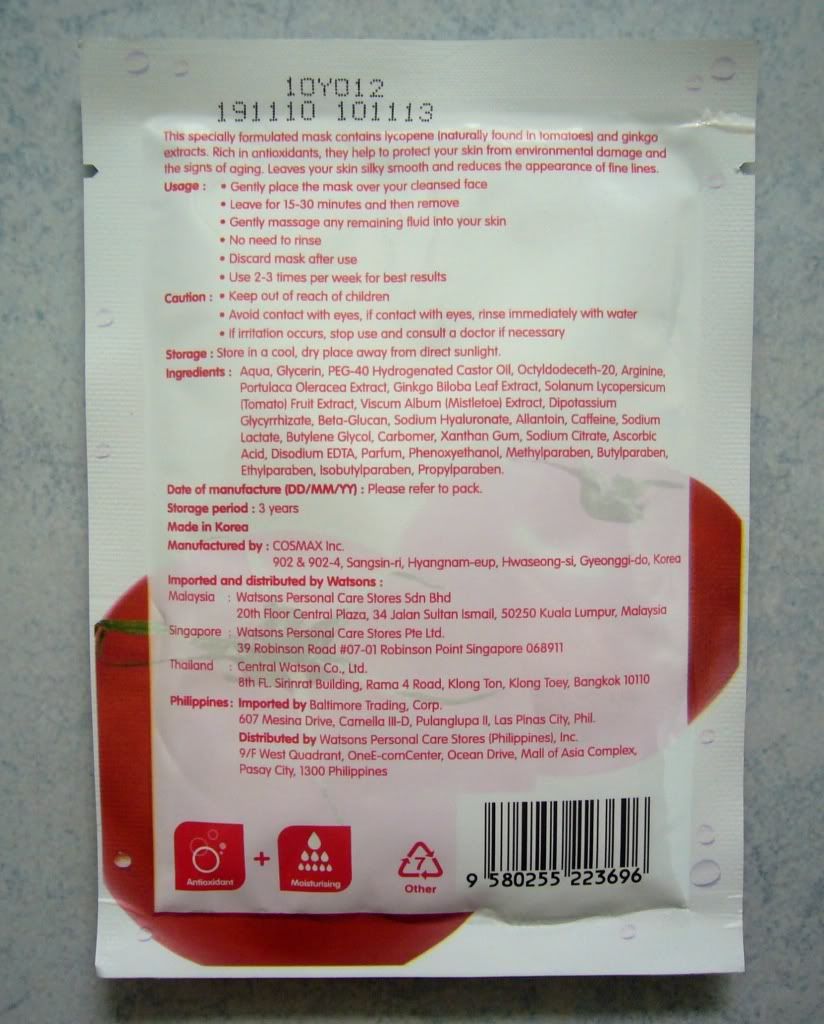 10Y012
191110 101113
This specially formulated mask contains lycopene (naturally found in tomatoes) and ginkgo
extracts. Rich in antioxidants, they help to protect your skin from environmental damage and
the signs of aging. Leaves your skin silky smooth and reduces the appearance of fine lines.
Usage : • Gently place the mask over your cleansed face
• Leave for 15-30 minutes and then remove
• Gently massage any remaining fluid into your skin
• No need to rinse
• Discard mask after use
• Use 2-3 times per week for best results
Caution : • Keep out of reach of children
• Avoid contact with eyes, if contact with eyes, rinse immediately with water
• If irritation occurs, stop use and consult a doctor if necessary
Storage : Store in a cool, dry place away from direct sunlight.
Ingredients : Aqua, Glycerin, PEG-40 Hydrogenated Castor Oil, Octyldodeceth-20, Arginine,
Portulaca Oleracea Extract, Ginkgo Biloba Leaf Extract, Solanum Lycopersicum
(Tomato) Fruit Extract, Viscum Album (Mistletoe) Extract, Dipotassium
Glycyrrhizate, Beta-Glucan, Sodium Hyaluronate, Allantoin, Caffeine, Sodium
Lactate, Butylene Glycol, Carbomer, Xanthan Gum, Sodium Citrate, Ascorbic
Acid, Disodium EDTA, Parfum, Phenoxyethanol, Methylparaben, Butylparaben,
Ethylparaben, Isobutylparaben, Propylparaben.
Date of manufacture (DD/MM/YY) : Please refer to pack.
Storage period : 3 years
Made in Korea
Manufactured by : COSMAX Inc.
902 & 902-4, Sangsin-ri, Hyangnam-eup, Hwaseong-si, Gyeonggi-do, Korea
Imported and distributed by Watsons :
Malaysia : Watsons Personal Care Stores Sdn Bhd
20th Floor Central Plaza, 34 Jalan Sultan Ismail, 50250 Kuala Lumpur, Malaysia
Singapore : Watsons Personal Care Stores Pte Ltd.
39 Robinson Road #07-01 Robinson Point Singapore 068911
Thailand : Central Watson Co., Ltd.
8th FL. Sirinrat Building, Rama 4 Road, Klong Ton, Klong Toey, Bangkok 10110
Philippines : Imported by Baltimore Trading, Corp.
607 Mesina Drive, Camella III-D, Pulanglupa II, Las Pinas City, Phil.
Distributed by Watsons Personal Care Stores (Philippines), Inc.
9/F West Quadrant, OneE-comCenter, Ocean Drive, Mall of Asia Complex,
Pasay City, 1300 Philippines
Antioxidant + Moisturising
7
Other
9 580255 223696